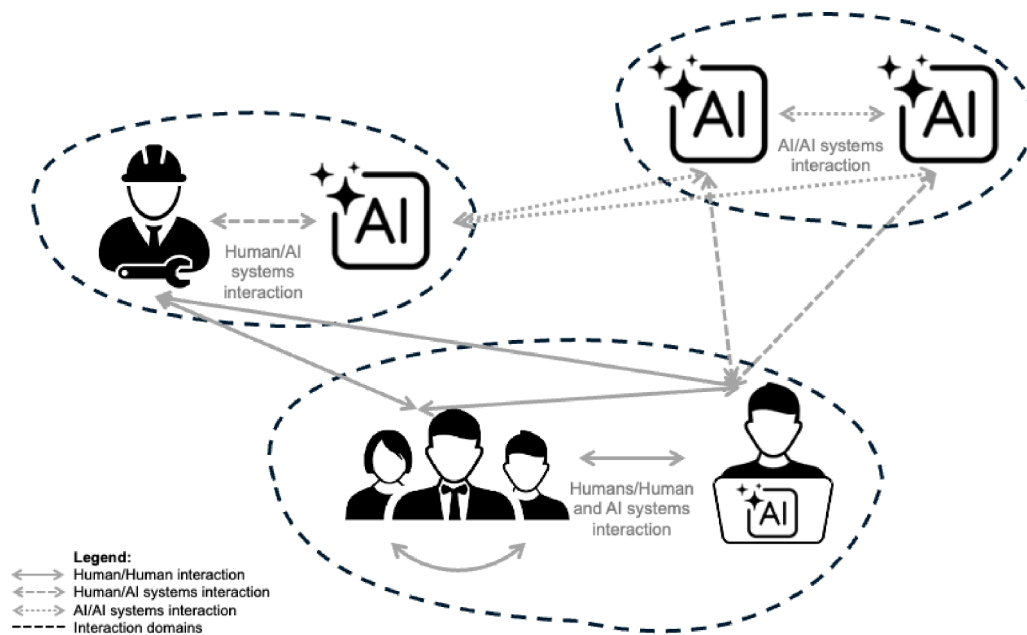 AI
AI
AI/AI systems
interaction
AI
Human/AI
systems
interaction
Humans/Human
and AI systems
interaction
AI
Legend:
Human/Human interaction
Human/AI systems interaction
AI/AI systems interaction
Interaction domains